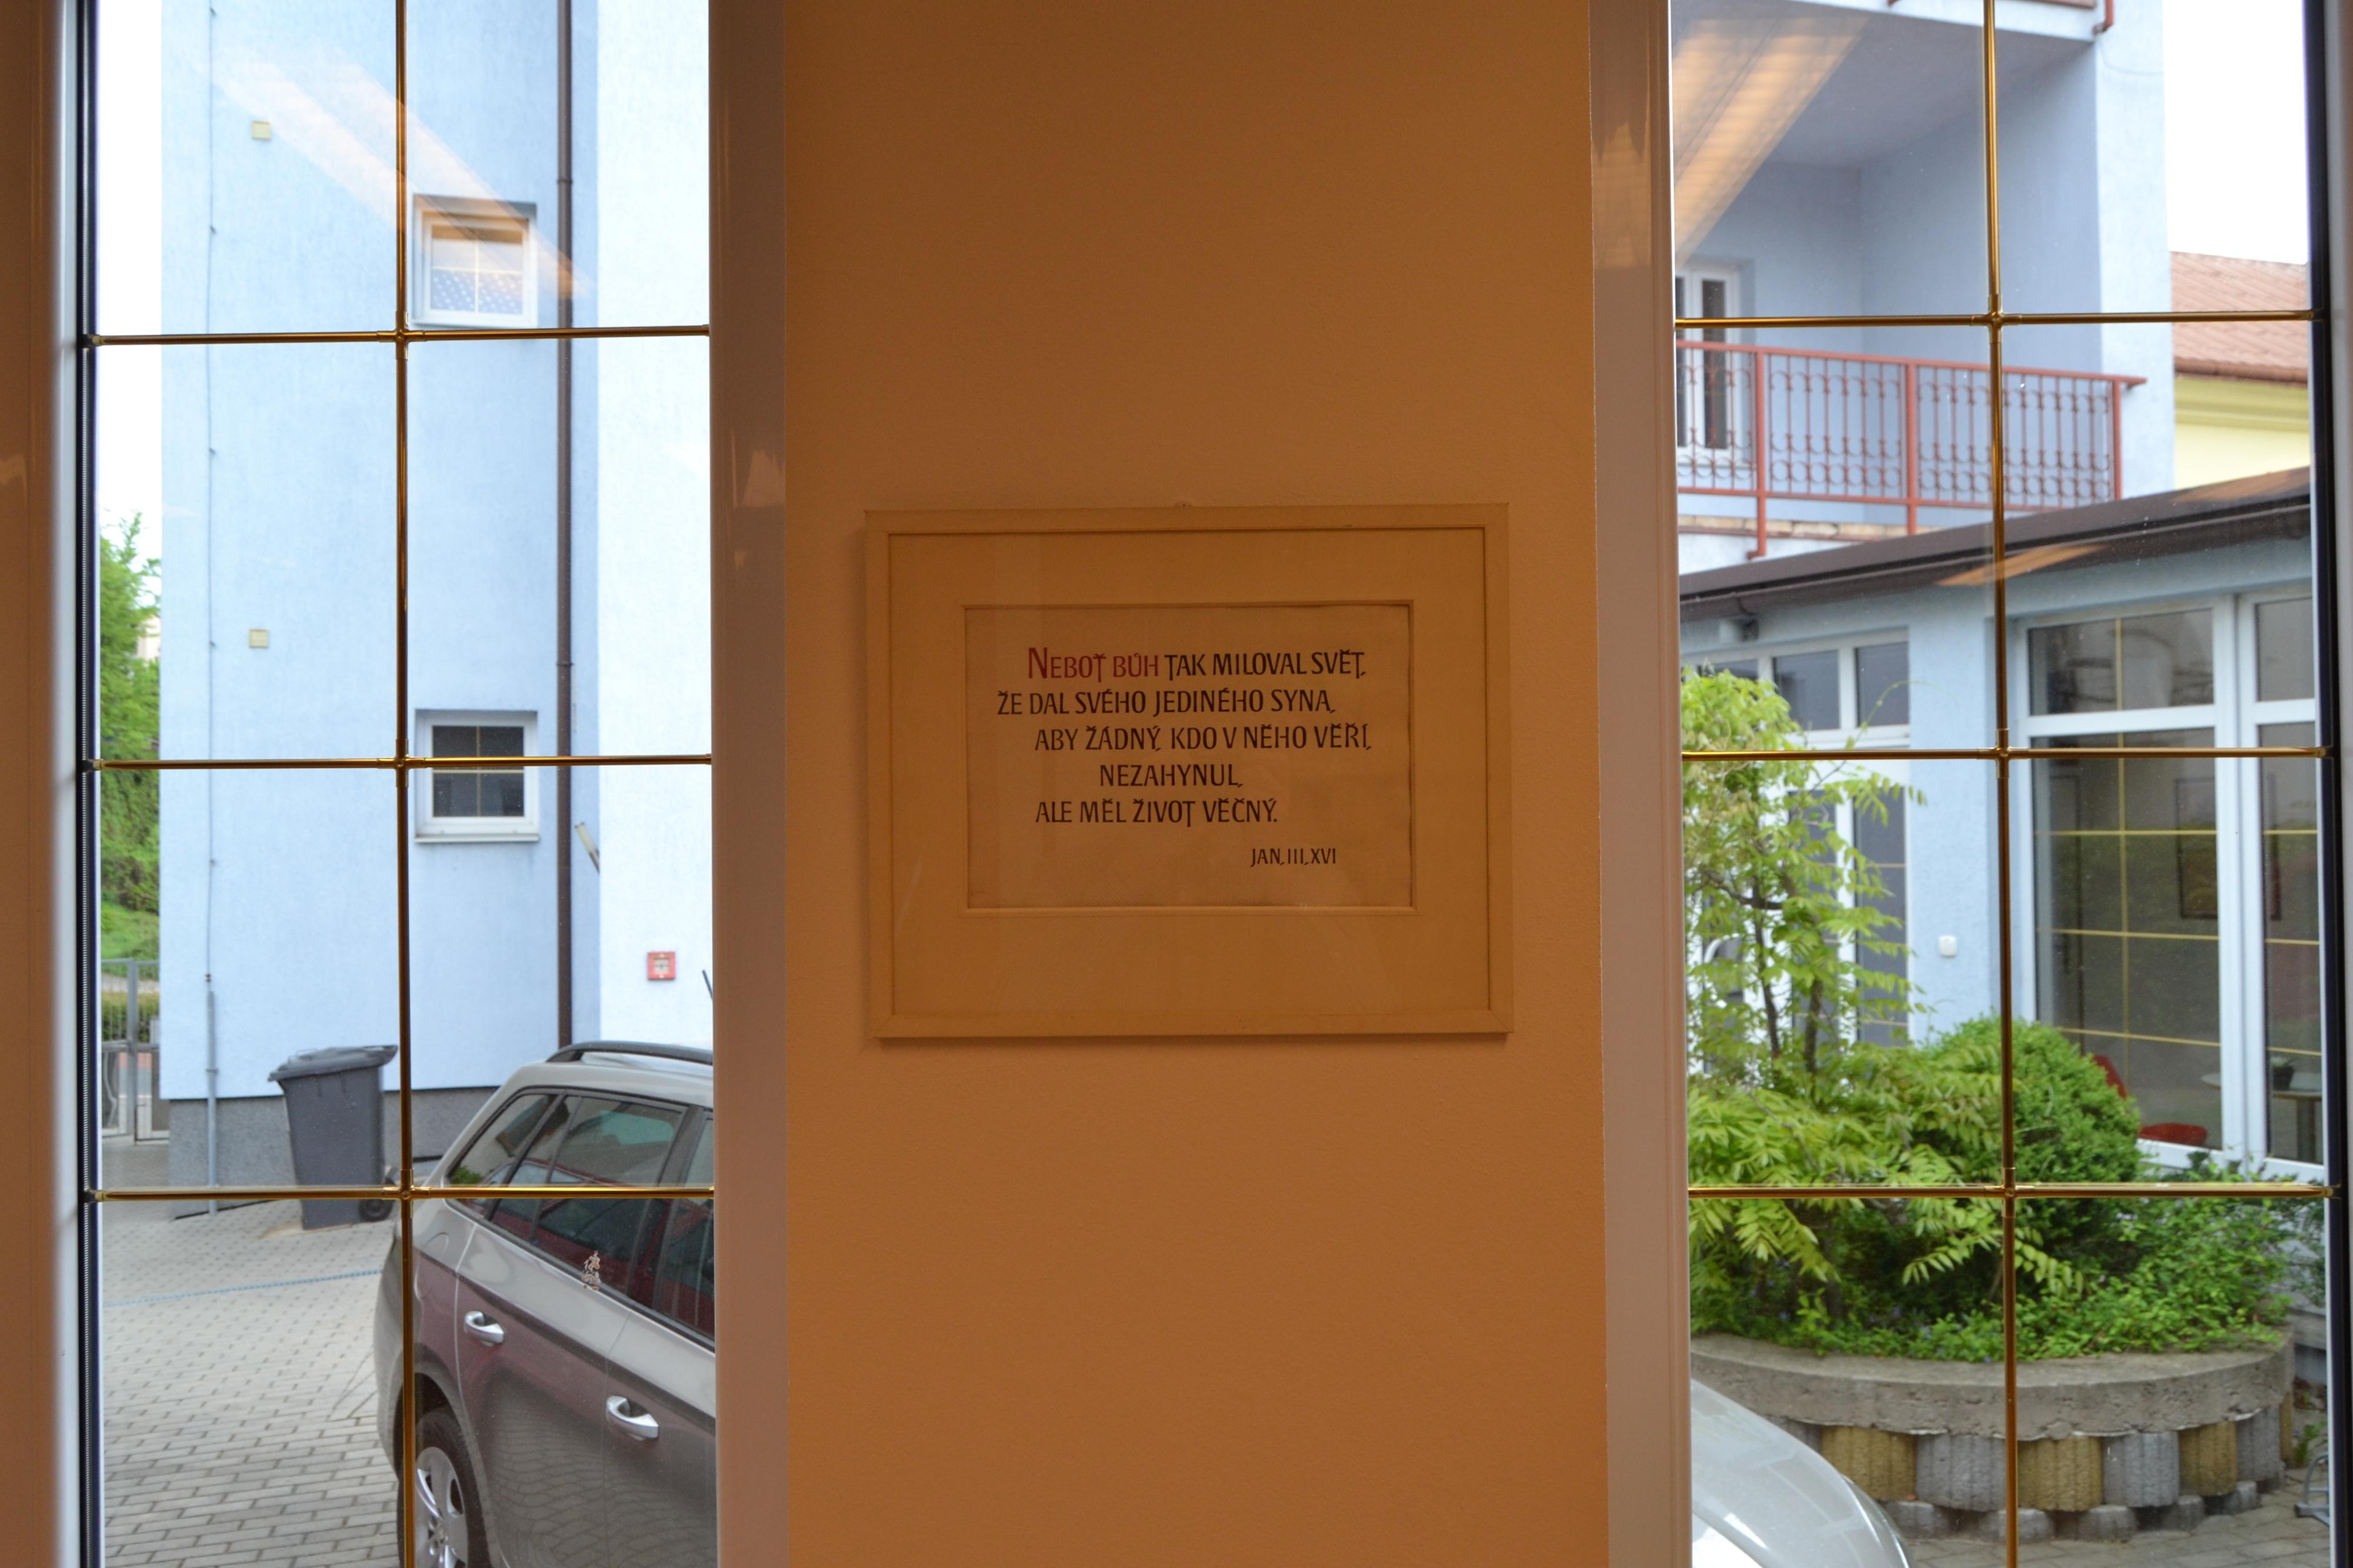 NEBOŤ BŮH TAK MILOVAL SVĚT,
ŽE DAL SVÉHO JEDINÉHO SYNA,
ABY ŽÁDNÝ, KDO V NĚHO VĚŘÍ,
NEZAHYNUL,
ALE MĚL ŽIVOT VĚČNÝ.
JAN, III, XVI